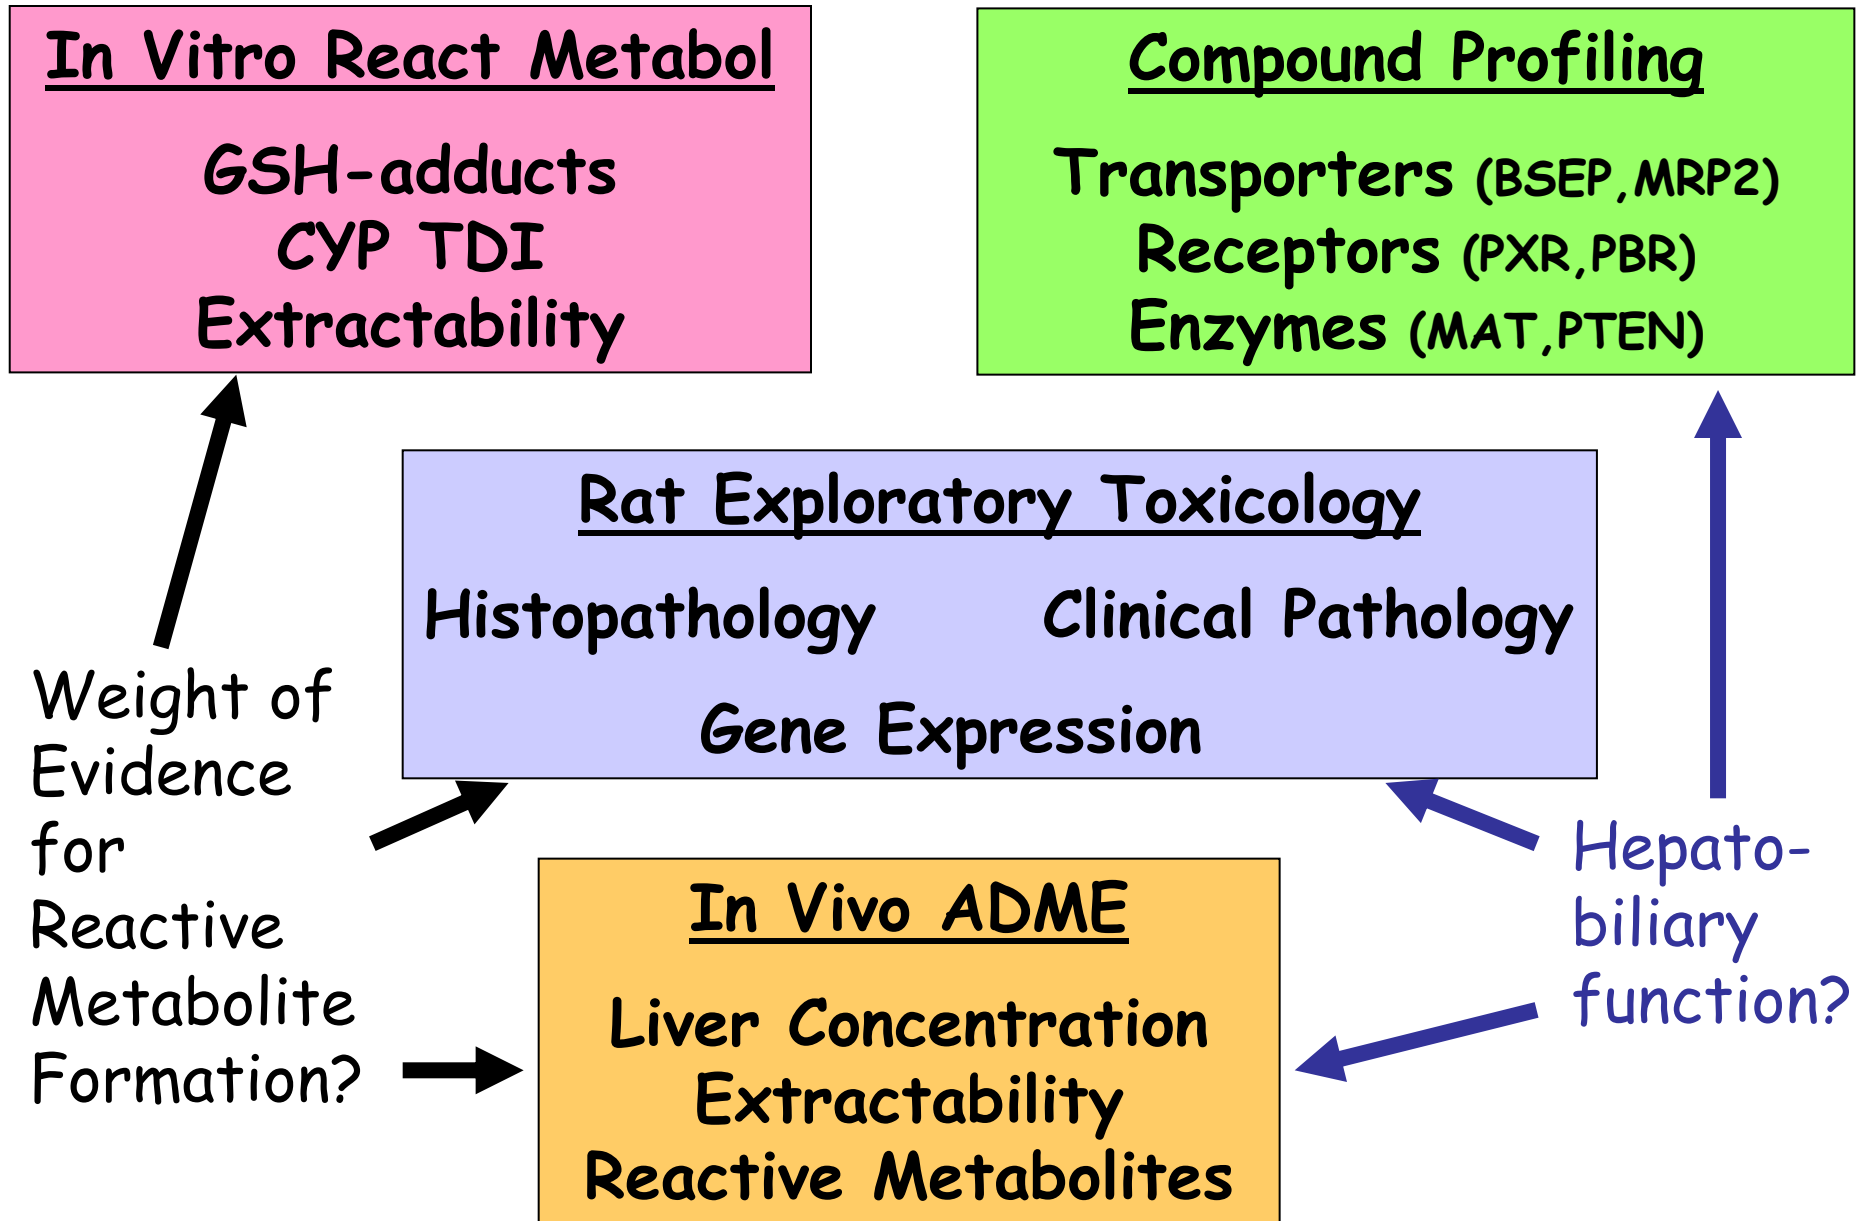 In Vitro React Metabol
GSH-adducts
CYP TDI
Extractability
Compound Profiling
Transporters (BSEP,MRP2)
Receptors (PXR,PBR)
Enzymes (MAT,PTEN)
Rat Exploratory Toxicology
Histopathology Clinical Pathology
Gene Expression
Weight of
Evidence
for
Reactive
Metabolite
Formation?
In Vivo ADME
Liver Concentration
Extractability
Reactive Metabolites
Hepato-
biliary
function?